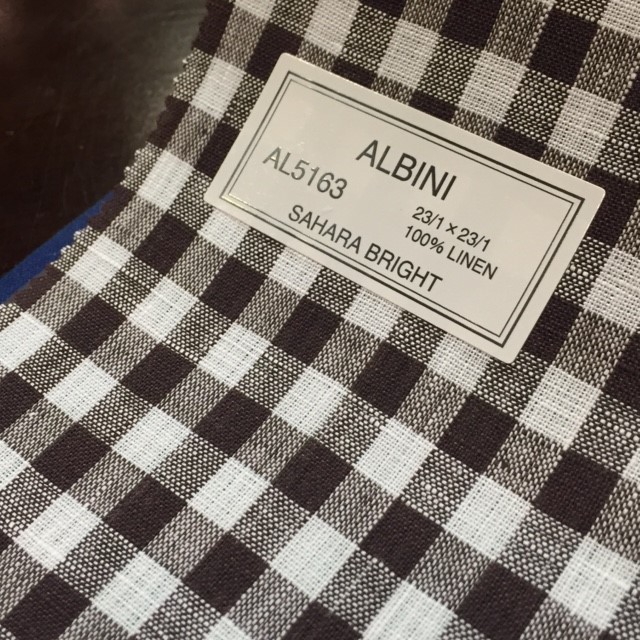 ALBINI
AL5163
23/1 × 23/1
100% LINEN
SAHARA BRIGHT